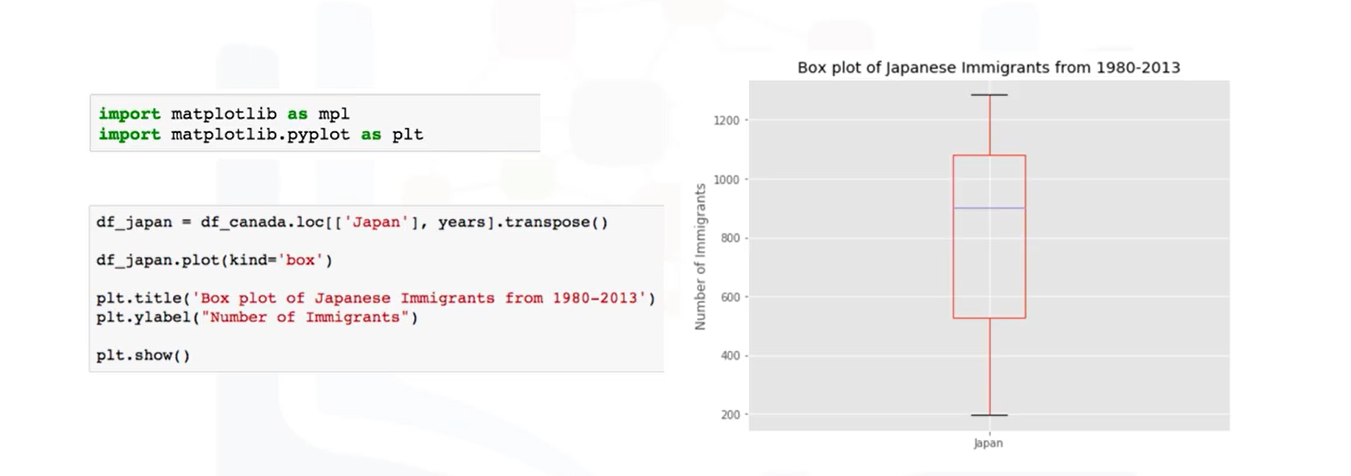 import matplotlib as mpl
import matplotlib.pyplot as plt
df_japan = df_canada.loc[['Japan'], years].transpose()
df_japan.plot(kind='box')
plt.title('Box plot of Japanese Immigrants from 1980-2013')
plt.ylabel("Number of Immigrants")
plt.show()
Box plot of Japanese Immigrants from 1980-2013
Number of Immigrants
1200
1000
800
600
400
200
Japan